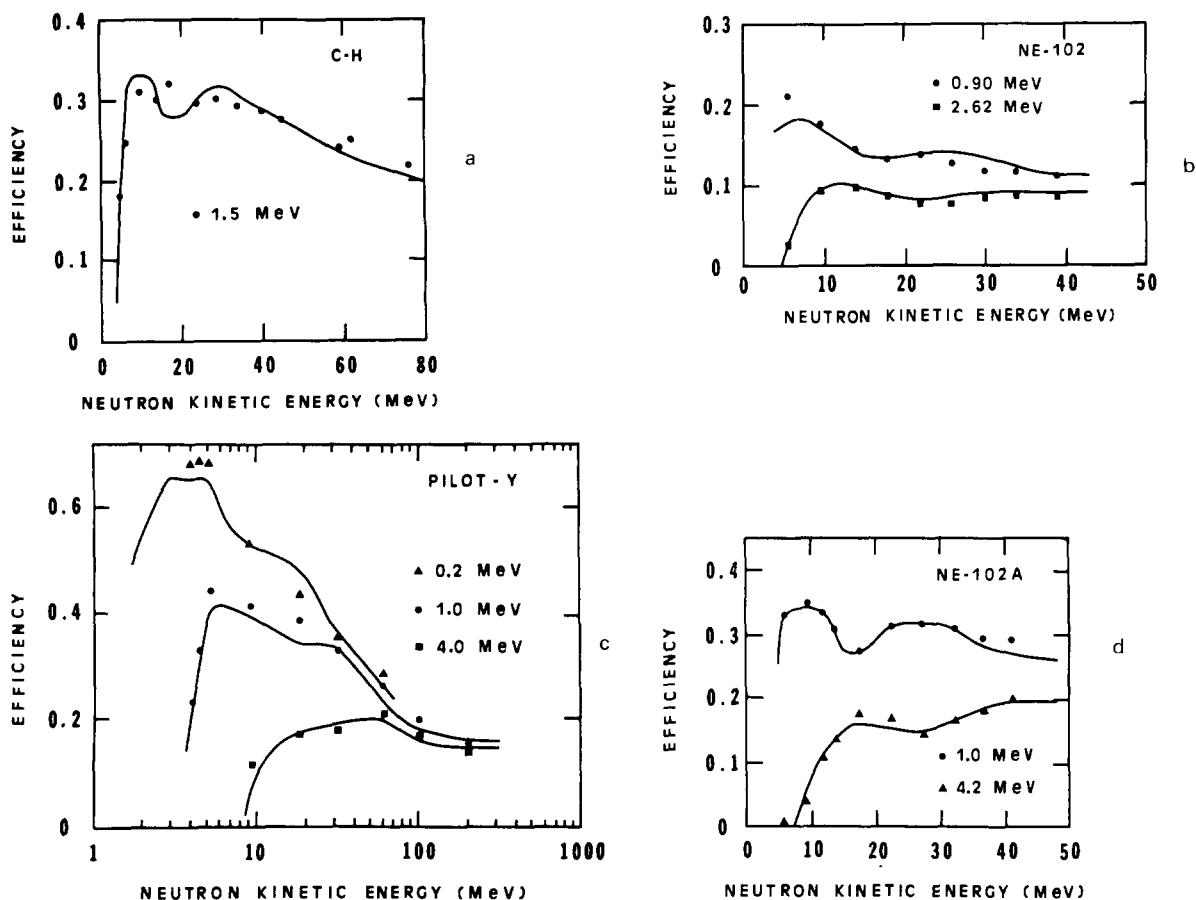 0.4
0.3
0.2
0.1
0
EFFICIENCY
C-H
1.5 MeV
0 20 40 60 80
NEUTRON KINETIC ENERGY (MeV)
a
0.3
0.2
0.1
0
EFFICIENCY
NE-102
0.90 MeV
2.62 MeV
0 10 20 30 40 50
NEUTRON KINETIC ENERGY (MeV)
b
0.6
0.4
0.2
0
EFFICIENCY
PILOT-Y
0.2 MeV
1.0 MeV
4.0 MeV
1 10 100 1000
NEUTRON KINETIC ENERGY (MeV)
c
0.4
0.3
0.2
0.1
0
EFFICIENCY
NE-102A
1.0 MeV
4.2 MeV
0 10 20 30 40 50
NEUTRON KINETIC ENERGY (MeV)
d